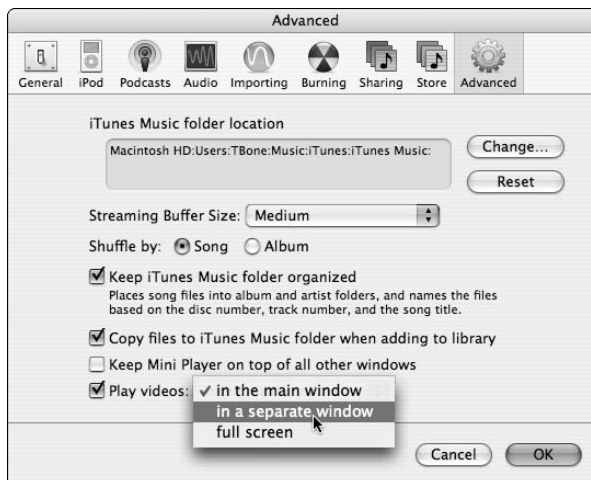 Advanced
General iPod Podcasts Audio Importing Burning Sharing Store Advanced
iTunes Music folder location
Macintosh HD:Users:TBone:Music:iTunes:iTunes Music:
Change...
Reset
Streaming Buffer Size: Medium
Shuffle by: Song Album
Keep iTunes Music folder organized
Places song files into album and artist folders, and names the files
based on the disc number, track number, and the song title.
Copy files to iTunes Music folder when adding to library
Keep Mini Player on top of all other windows
Play videos: ✓ in the main window
in a separate window
full screen
Cancel OK